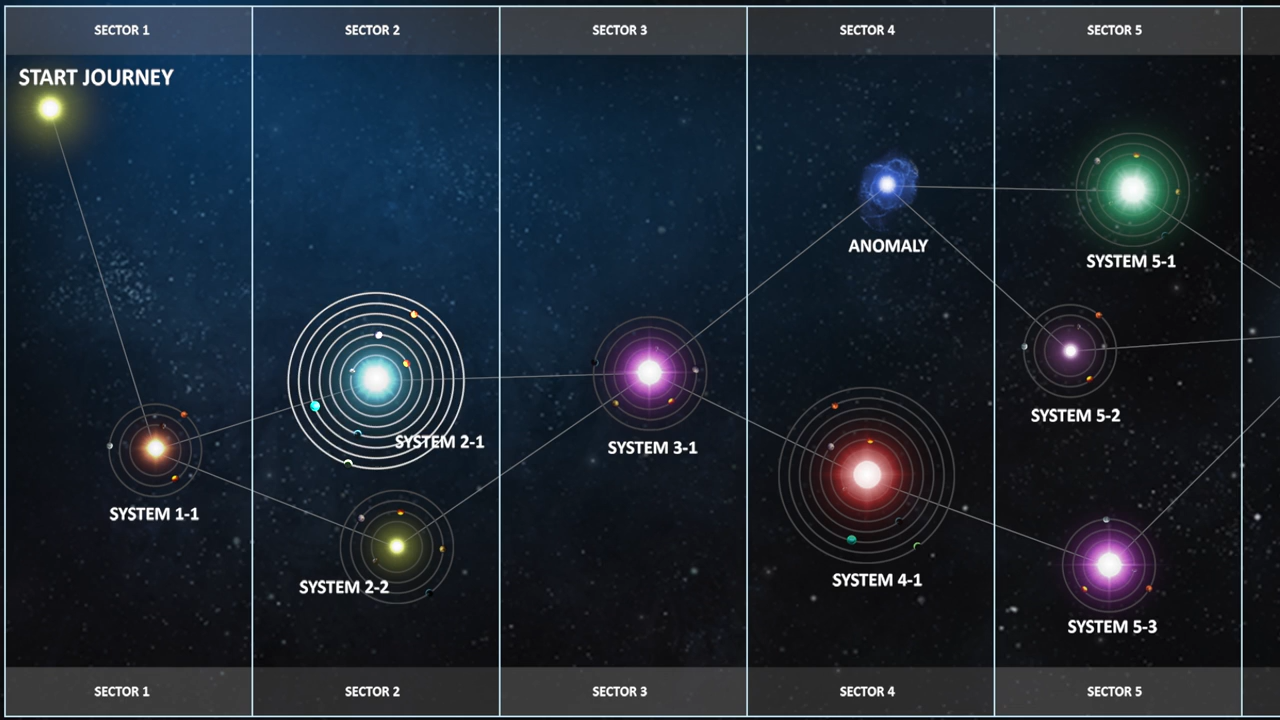 SECTOR 1
SECTOR 2
SECTOR 3
SECTOR 4
SECTOR 5
START JOURNEY
ANOMALY
SYSTEM 5-1
SYSTEM 5-2
SYSTEM 2-1
SYSTEM 3-1
SYSTEM 1-1
SYSTEM 4-1
SYSTEM 2-2
SYSTEM 5-3
SECTOR 1
SECTOR 2
SECTOR 3
SECTOR 4
SECTOR 5